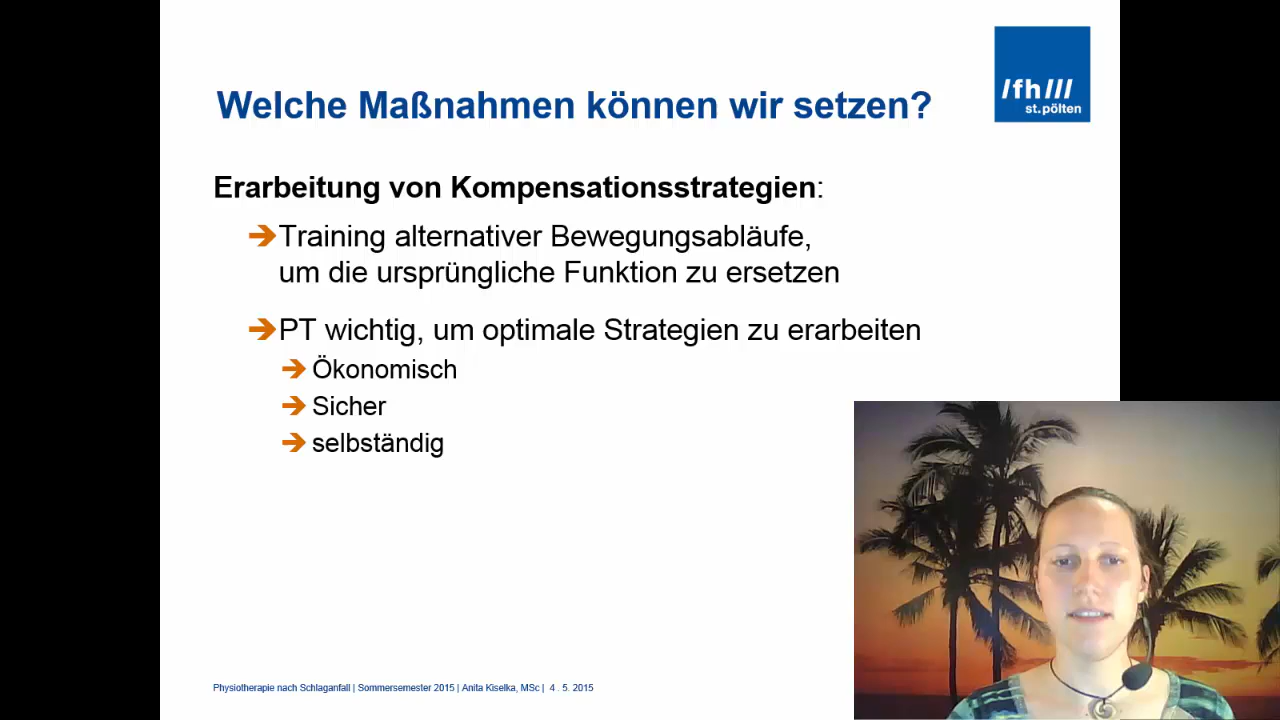 Welche Maßnahmen können wir setzen?
/fh///
st.pölten
Erarbeitung von Kompensationsstrategien:
Training alternativer Bewegungsabläufe,
um die ursprüngliche Funktion zu ersetzen
PT wichtig, um optimale Strategien zu erarbeiten
Ökonomisch
Sicher
selbständig
Physiotherapie nach Schlaganfall | Sommersemester 2015 | Anita Kiselka, MSc | 4 . 5. 2015